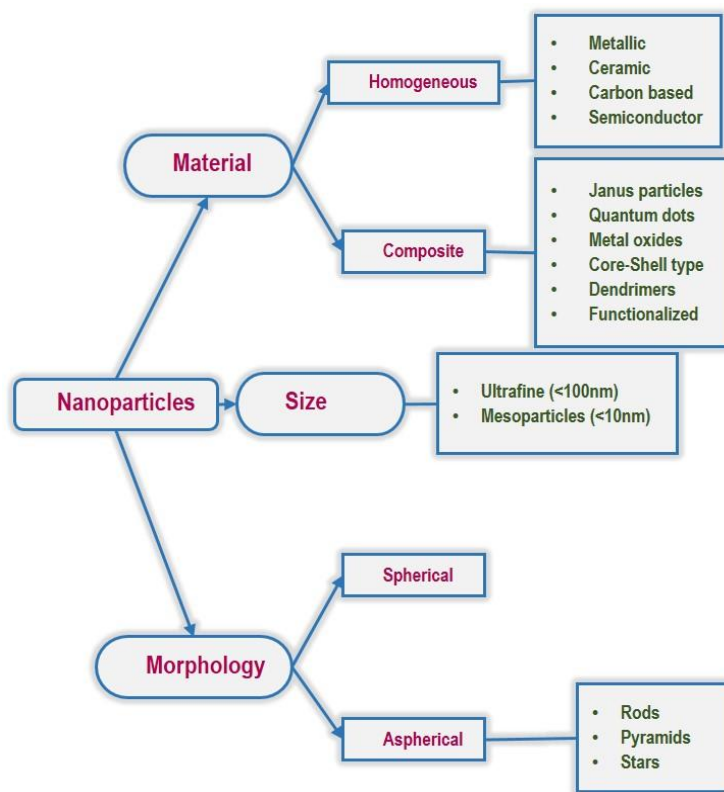 Nanoparticles
Material
Homogeneous
• Metallic
• Ceramic
• Carbon based
• Semiconductor
Composite
• Janus particles
• Quantum dots
• Metal oxides
• Core-Shell type
• Dendrimers
• Functionalized
Size
• Ultrafine (<100nm)
• Mesoparticles (<10nm)
Morphology
Spherical
Aspherical
• Rods
• Pyramids
• Stars